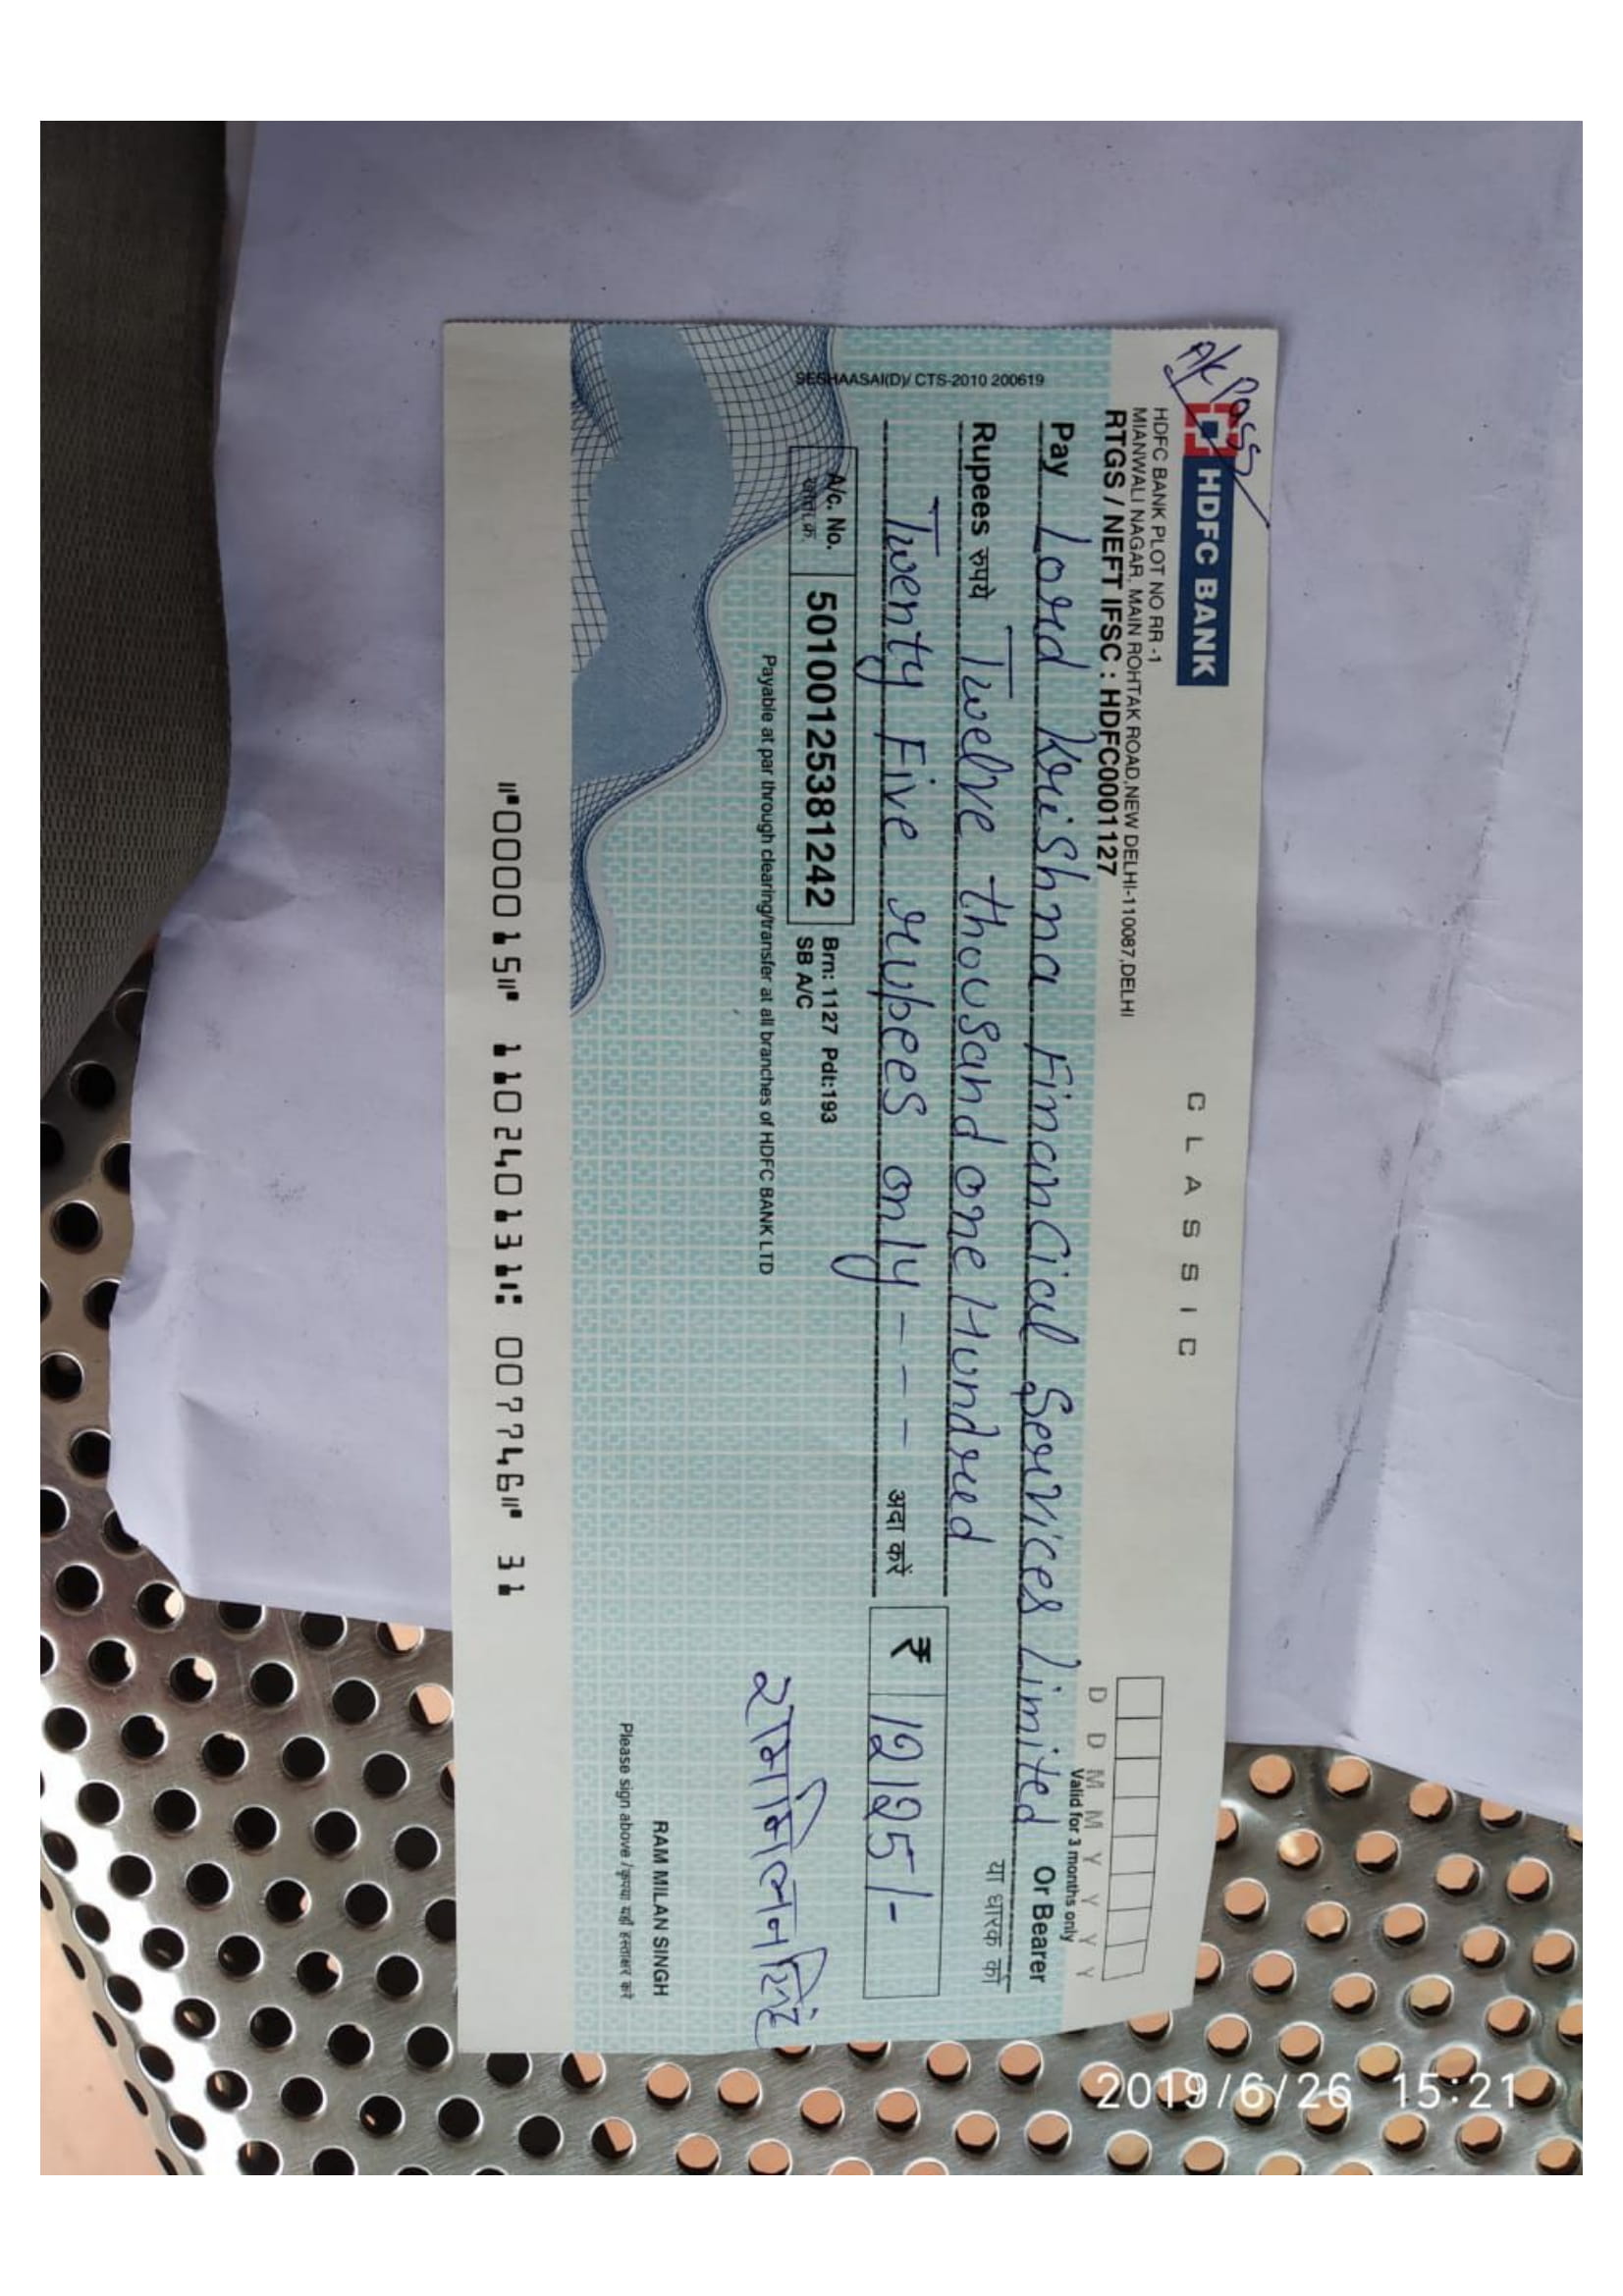 A/c Payee
HDFC BANK
CLASSIC
HDFC BANK PLOT NO RR -1
MIANWALI NAGAR, MAIN ROHTAK ROAD,NEW DELHI-110087,DELHI
RTGS / NEFT IFSC : HDFC0001127
D D M M Y Y Y Y
Valid for 3 months only
Pay Lord Krishna Financial Services Limited Or Bearer
या धारक को
Rupees रुपये Twelve thousand one Hundred
Twenty Five rupees only - - - अदा करें
₹ 12125/-
A/c. No.
खाता क्र.
50100125381242
Brn: 1127 Pdt:193
SB A/C
Payable at par through clearing/transfer at all branches of HDFC BANK LTD
SESHAASAI(D)/ CTS-2010 200619
राममिलन सिंह
RAM MILAN SINGH
Please sign above / कृपया यहाँ हस्ताक्षर करें
⑈000015⑈ 110240131⑆ 007746⑈ 31
2019/6/26 15:21